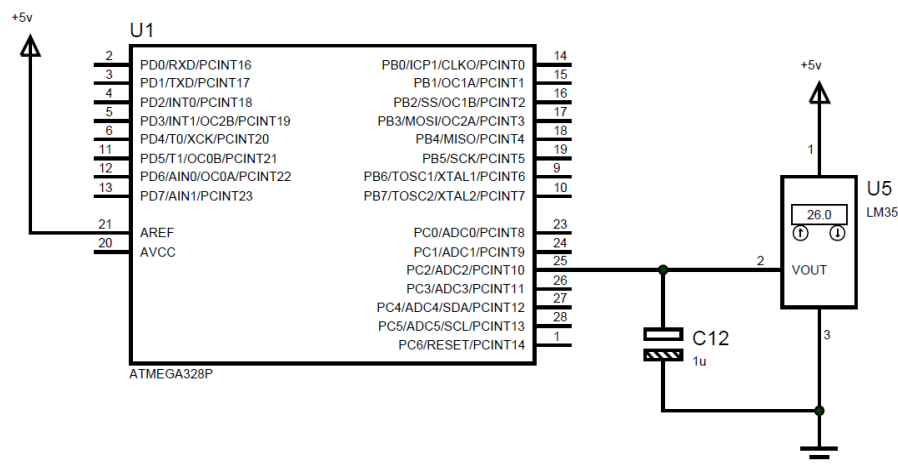 +5v
U1
2 PD0/RXD/PCINT16 PB0/ICP1/CLKO/PCINT0 14
3 PD1/TXD/PCINT17 PB1/OC1A/PCINT1 15
4 PD2/INT0/PCINT18 PB2/SS/OC1B/PCINT2 16
5 PD3/INT1/OC2B/PCINT19 PB3/MOSI/OC2A/PCINT3 17
6 PD4/T0/XCK/PCINT20 PB4/MISO/PCINT4 18
11 PD5/T1/OC0B/PCINT21 PB5/SCK/PCINT5 19
12 PD6/AIN0/OC0A/PCINT22 PB6/TOSC1/XTAL1/PCINT6 9
13 PD7/AIN1/PCINT23 PB7/TOSC2/XTAL2/PCINT7 10
21 AREF PC0/ADC0/PCINT8 23
20 AVCC PC1/ADC1/PCINT9 24
PC2/ADC2/PCINT10 25
PC3/ADC3/PCINT11 26
PC4/ADC4/SDA/PCINT12 27
PC5/ADC5/SCL/PCINT13 28
PC6/RESET/PCINT14 1
ATMEGA328P
+5v
1
U5
LM35
26.0
2 VOUT
3
C12
1u